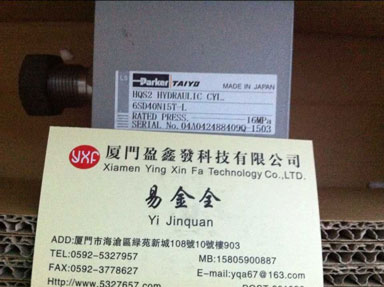 Parker TAIYO MADE IN JAPAN
HQS2 HYDRAULIC CYL.
6SD40N15T-L
RATED PRESS. 16MPa
SERIAL No. 04A042488409Q-1503
YXF 厦門盈鑫發科技有限公司
Xiamen Ying Xin Fa Technology Co.,LTD.
易金全
Yi Jinquan
ADD:厦門市海滄區綠苑新城108號10樓903
TEL:0592-5327957 MB:15805900887
FAX:0592-3778627 E-mail:yqa67@163.com
Http://www.5327657.com